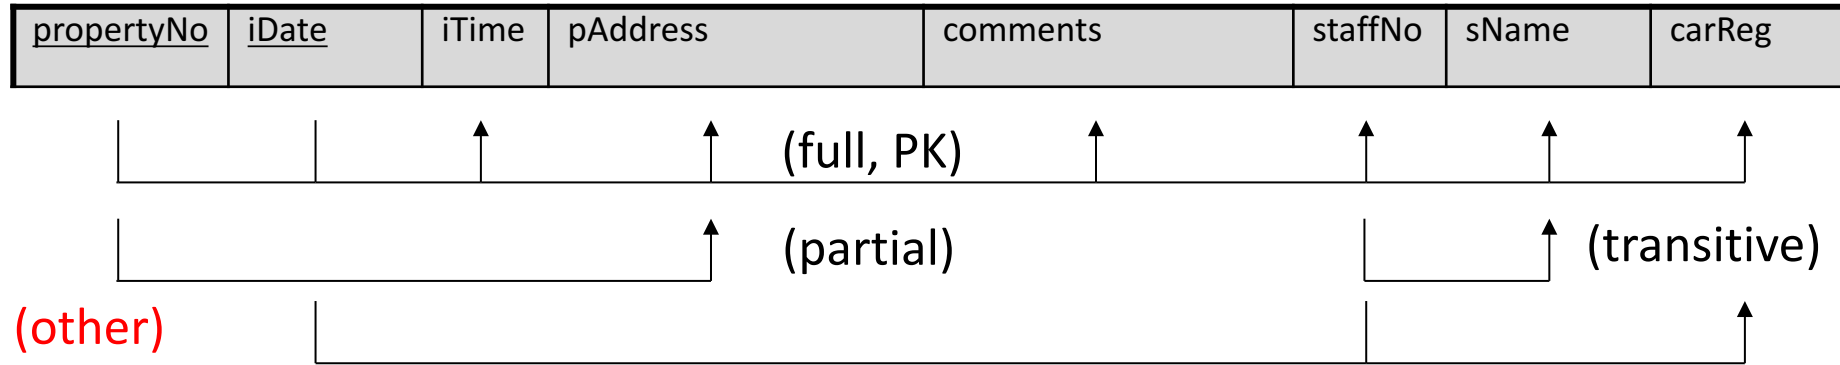 propertyNo iDate iTime pAddress comments staffNo sName carReg
(full, PK)
(partial) (transitive)
(other)